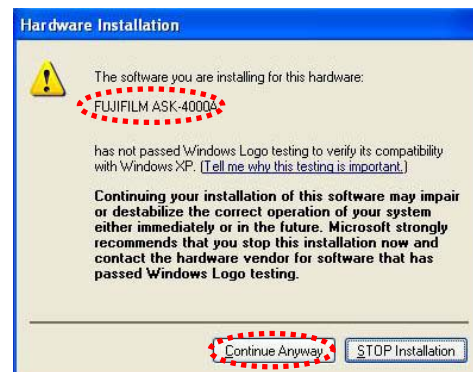 Hardware Installation
The software you are installing for this hardware:
FUJIFILM ASK-4000A
has not passed Windows Logo testing to verify its compatibility
with Windows XP. (Tell me why this testing is important.)
Continuing your installation of this software may impair
or destabilize the correct operation of your system
either immediately or in the future. Microsoft strongly
recommends that you stop this installation now and
contact the hardware vendor for software that has
passed Windows Logo testing.
Continue Anyway STOP Installation